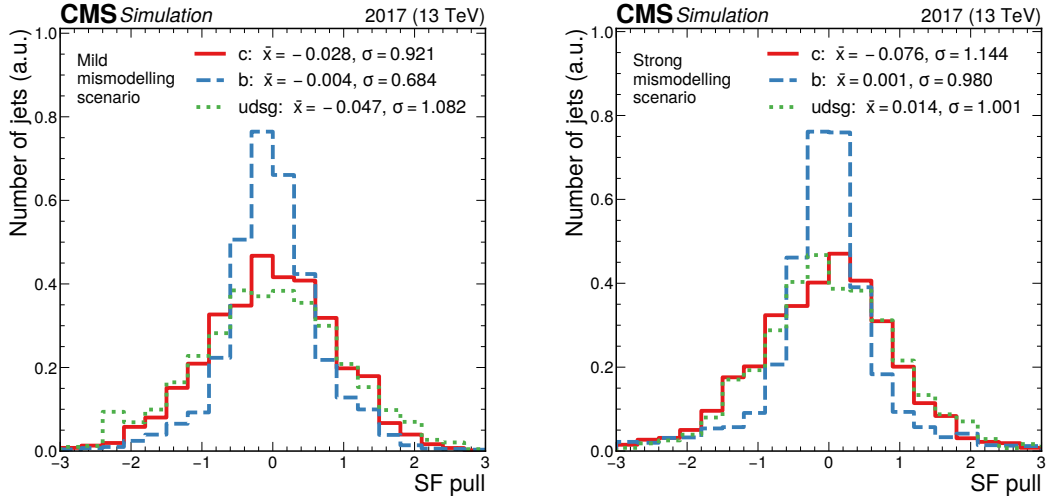 CMS Simulation 2017 (13 TeV)
Number of jets (a.u.)
1.0
0.8
0.6
0.4
0.2
0.0
Mild
mismodelling
scenario
c: x̄ = −0.028, σ = 0.921
b: x̄ = −0.004, σ = 0.684
udsg: x̄ = −0.047, σ = 1.082
−3 −2 −1 0 1 2 3
SF pull
CMS Simulation 2017 (13 TeV)
Number of jets (a.u.)
1.0
0.8
0.6
0.4
0.2
0.0
Strong
mismodelling
scenario
c: x̄ = −0.076, σ = 1.144
b: x̄ = 0.001, σ = 0.980
udsg: x̄ = 0.014, σ = 1.001
−3 −2 −1 0 1 2 3
SF pull